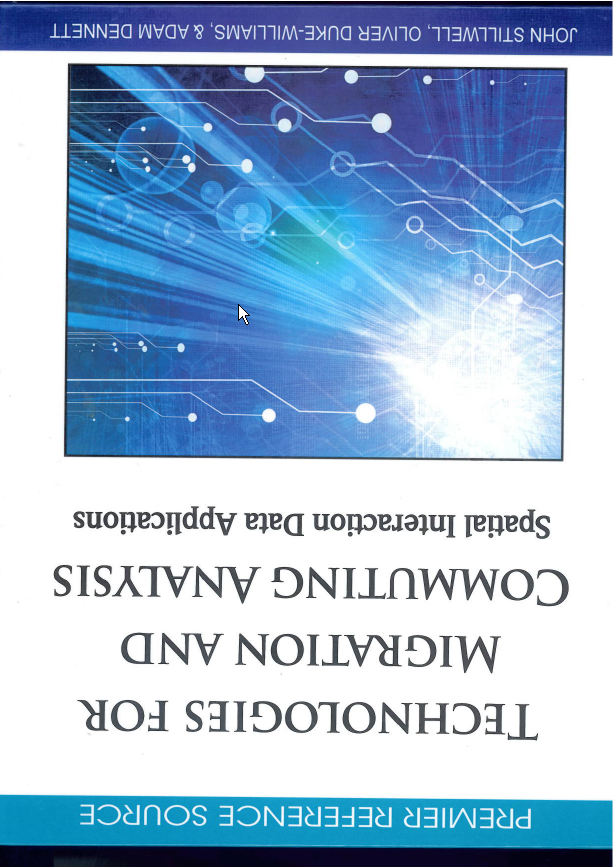 PREMIER REFERENCE SOURCE
TECHNOLOGIES FOR
MIGRATION AND
COMMUTING ANALYSIS
Spatial Interaction Data Applications
JOHN STILLWELL, OLIVER DUKE-WILLIAMS, & ADAM DENNETT